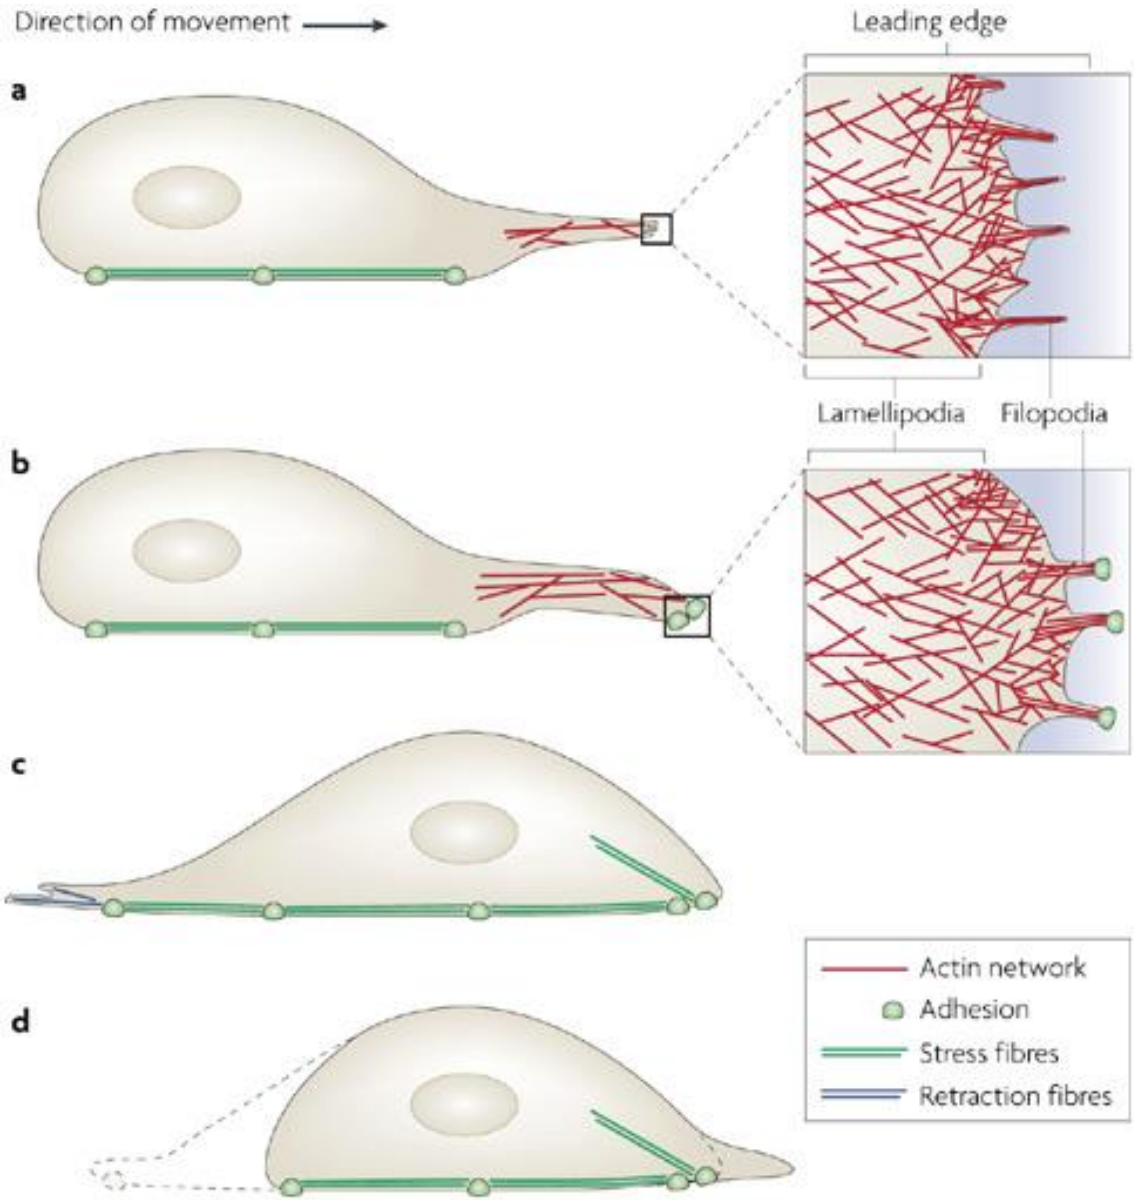 Direction of movement
Leading edge
a
Lamellipodia
Filopodia
b
c
d
Actin network
Adhesion
Stress fibres
Retraction fibres